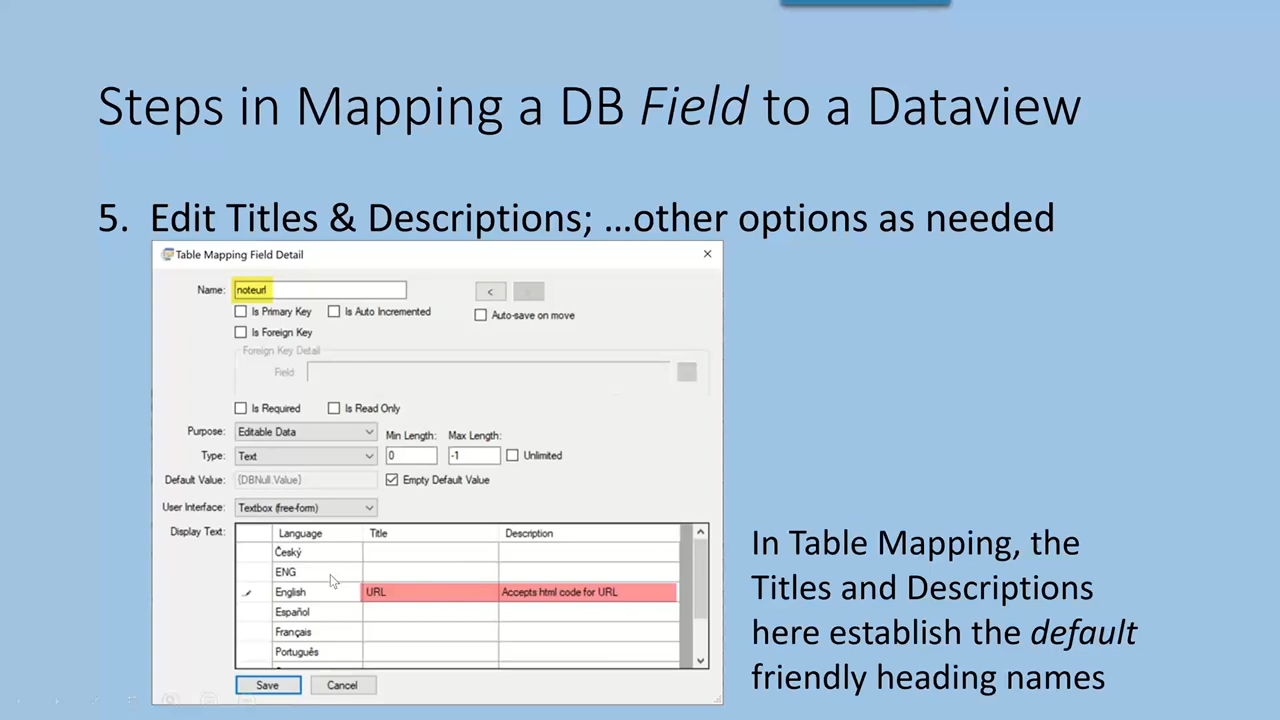 Steps in Mapping a DB Field to a Dataview
5. Edit Titles & Descriptions; ...other options as needed
Table Mapping Field Detail
Name: noteurl
Is Primary Key Is Auto Incremented
Auto-save on move
Is Foreign Key
Foreign Key Detail
Field
Is Required Is Read Only
Purpose: Editable Data Min Length: Max Length:
Type: Text 0 -1 Unlimited
Default Value: {DBNull.Value} Empty Default Value
User Interface: Textbox (free-form)
Display Text: Language Title Description
Český
ENG
English URL Accepts html code for URL
Español
Français
Português
Save Cancel
In Table Mapping, the
Titles and Descriptions
here establish the default
friendly heading names